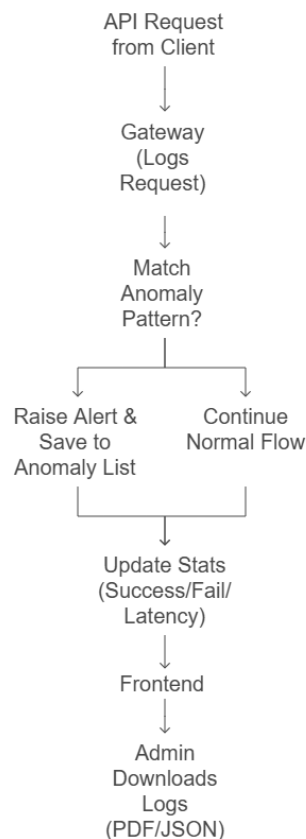 API Request
from Client
Gateway
(Logs
Request)
Match
Anomaly
Pattern?
Raise Alert &
Save to
Anomaly List
Continue
Normal Flow
Update Stats
(Success/Fail/
Latency)
Frontend
Admin
Downloads
Logs
(PDF/JSON)